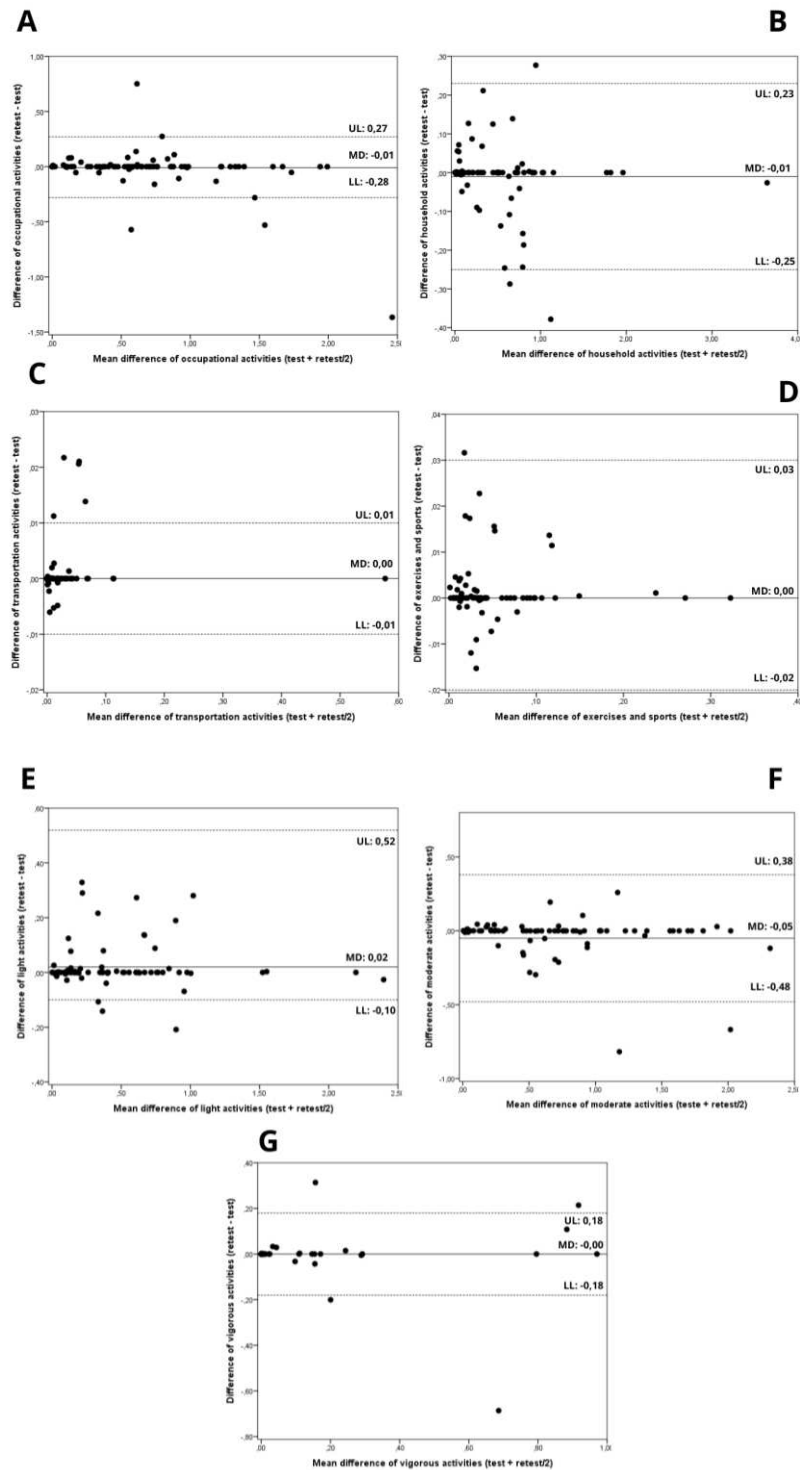 A
B
1,00
,50
,00
-,50
-1,00
-1,50
Difference of occupational activities (retest - test)
UL: 0,27
MD: -0,01
LL: -0,28
,00 ,50 1,00 1,50 2,00 2,50
Mean difference of occupational activities (test + retest/2)
,30
,20
,10
,00
-,10
-,20
-,30
-,40
Difference of household activities (retest - test)
UL: 0,23
MD: -0,01
LL: -0,25
,00 1,00 2,00 3,00 4,0
Mean difference of household activities (test + retest/2)
C
D
,03
,02
,01
,00
-,01
-,02
Difference of transportation activities (retest - test)
UL: 0,01
MD: 0,00
LL: -0,01
,00 ,10 ,20 ,30 ,40 ,50 ,60
Mean difference of transportation activities (test + retest/2)
,04
,03
,02
,01
,00
-,01
-,02
Difference of exercises and sports (retest - test)
UL: 0,03
MD: 0,00
LL: -0,02
,00 ,10 ,20 ,30 ,40
Mean difference of exercises and sports (test + retest/2)
E
F
,60
,40
,20
,00
-,20
-,40
Difference of light activities (retest - test)
UL: 0,52
MD: 0,02
LL: -0,10
,00 ,50 1,00 1,50 2,00 2,50
Mean difference of light activities (test + retest/2)
,50
,00
-,50
-1,00
Difference of moderate activities (retest - test)
UL: 0,38
MD: -0,05
LL: -0,48
,00 ,50 1,00 1,50 2,00 2,50
Mean difference of moderate activities (teste + retest/2)
G
,40
,20
,00
-,20
-,40
-,60
-,80
Difference of vigorous activities (retest - test)
UL: 0,18
MD: -0,00
LL: -0,18
,00 ,20 ,40 ,60 ,80 1,00
Mean difference of vigorous activities (test + retest/2)